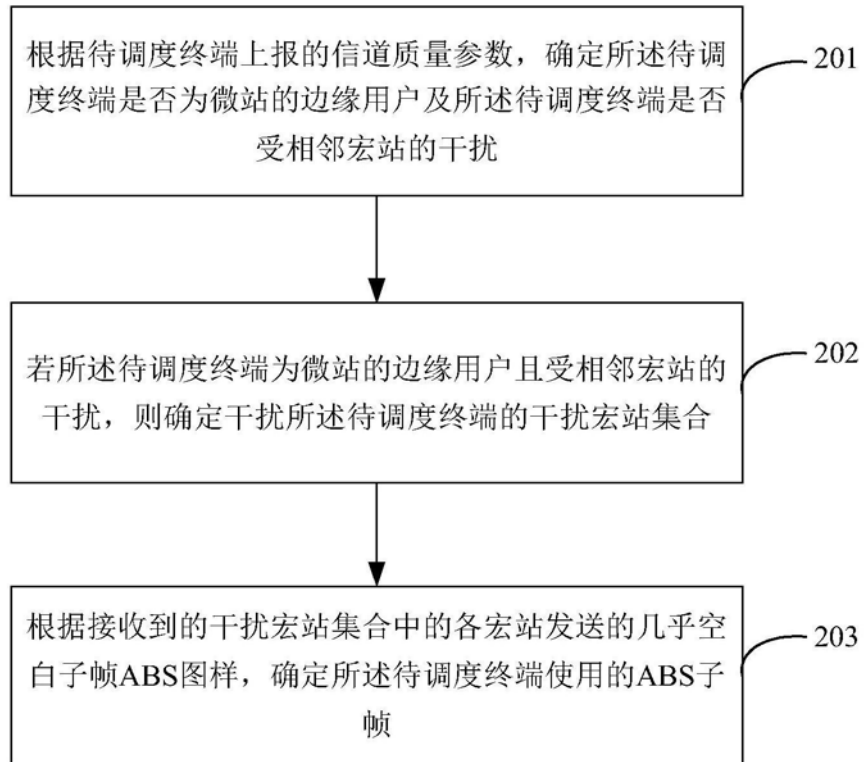 根据待调度终端上报的信道质量参数，确定所述待调
度终端是否为微站的边缘用户及所述待调度终端是否
受相邻宏站的干扰
201
若所述待调度终端为微站的边缘用户且受相邻宏站的
干扰，则确定干扰所述待调度终端的干扰宏站集合
202
根据接收到的干扰宏站集合中的各宏站发送的几乎空
白子帧ABS图样，确定所述待调度终端使用的ABS子
帧
203